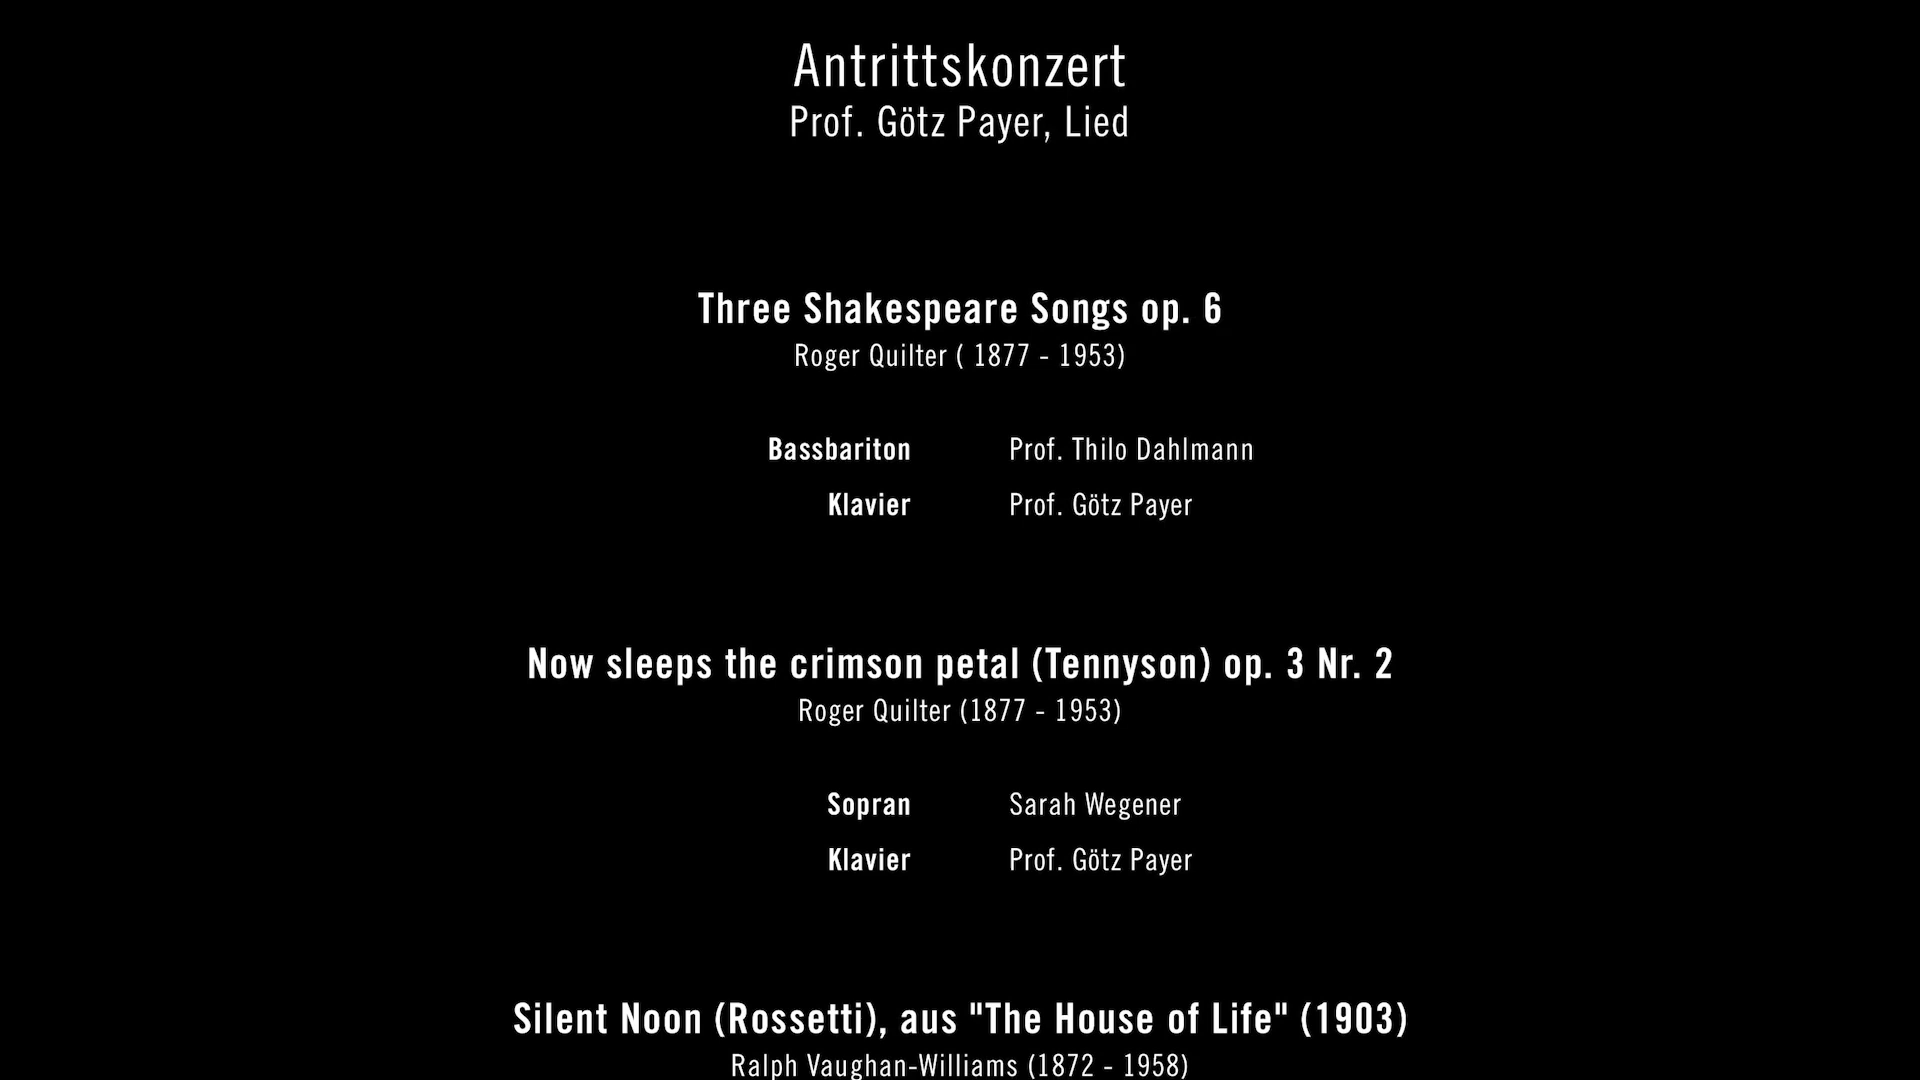 Antrittskonzert
Prof. Götz Payer, Lied
Three Shakespeare Songs op. 6
Roger Quilter ( 1877 - 1953)
Bassbariton Prof. Thilo Dahlmann
Klavier Prof. Götz Payer
Now sleeps the crimson petal (Tennyson) op. 3 Nr. 2
Roger Quilter (1877 - 1953)
Sopran Sarah Wegener
Klavier Prof. Götz Payer
Silent Noon (Rossetti), aus "The House of Life" (1903)
Ralph Vaughan-Williams (1872 - 1958)